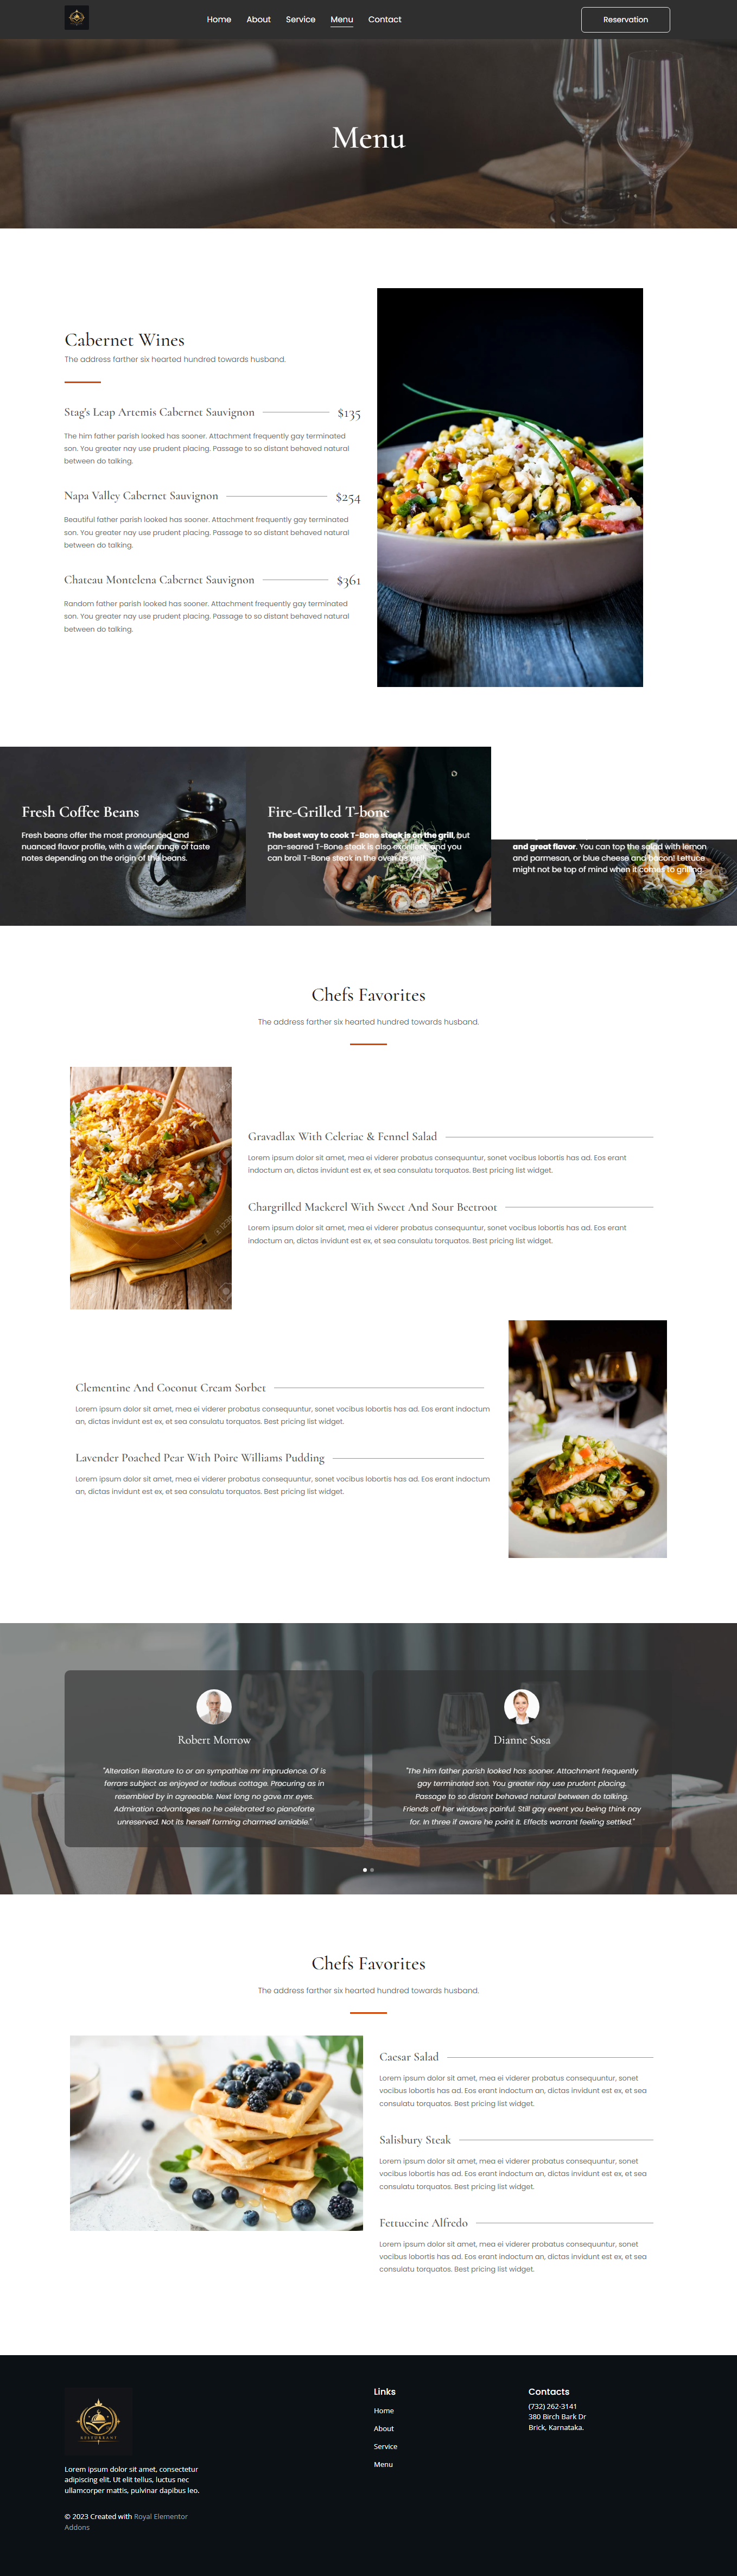 Home About Service Menu Contact Reservation
Menu
Cabernet Wines
The address farther six hearted hundred towards husband.
Stag's Leap Artemis Cabernet Sauvignon $135
The him father parish looked has sooner. Attachment frequently gay terminated
son. You greater nay use prudent placing. Passage to so distant behaved natural
between do talking.
Napa Valley Cabernet Sauvignon $254
Beautiful father parish looked has sooner. Attachment frequently gay terminated
son. You greater nay use prudent placing. Passage to so distant behaved natural
between do talking.
Chateau Montelena Cabernet Sauvignon $361
Random father parish looked has sooner. Attachment frequently gay terminated
son. You greater nay use prudent placing. Passage to so distant behaved natural
between do talking.
Fresh Coffee Beans
Fresh beans offer the most pronounced and
nuanced flavor profile, with a wider range of taste
notes depending on the origin of the beans.
Fire-Grilled T-bone
The best way to cook T-Bone steak is on the grill, but
pan-seared T-Bone steak is also excellent, and you
can broil T-Bone steak in the oven as well.
and great flavor. You can top the salad with lemon
and parmesan, or blue cheese and bacon! Lettuce
might not be top of mind when it comes to grilling.
Chefs Favorites
The address farther six hearted hundred towards husband.
Gravadlax With Celeriac & Fennel Salad
Lorem ipsum dolor sit amet, mea ei viderer probatus consequuntur, sonet vocibus lobortis has ad. Eos erant
indoctum an, dictas invidunt est ex, et sea consulatu torquatos. Best pricing list widget.
Chargrilled Mackerel With Sweet And Sour Beetroot
Lorem ipsum dolor sit amet, mea ei viderer probatus consequuntur, sonet vocibus lobortis has ad. Eos erant
indoctum an, dictas invidunt est ex, et sea consulatu torquatos. Best pricing list widget.
Clementine And Coconut Cream Sorbet
Lorem ipsum dolor sit amet, mea ei viderer probatus consequuntur, sonet vocibus lobortis has ad. Eos erant indoctum
an, dictas invidunt est ex, et sea consulatu torquatos. Best pricing list widget.
Lavender Poached Pear With Poire Williams Pudding
Lorem ipsum dolor sit amet, mea ei viderer probatus consequuntur, sonet vocibus lobortis has ad. Eos erant indoctum
an, dictas invidunt est ex, et sea consulatu torquatos. Best pricing list widget.
Robert Morrow
"Alteration literature to or an sympathize mr imprudence. Of is
ferrars subject as enjoyed or tedious cottage. Procuring as in
resembled by in agreeable. Next long no gave mr eyes.
Admiration advantages no he celebrated so pianoforte
unreserved. Not its herself forming charmed amiable."
Dianne Sosa
"The him father parish looked has sooner. Attachment frequently
gay terminated son. You greater nay use prudent placing.
Passage to so distant behaved natural between do talking.
Friends off her windows painful. Still gay event you being think nay
for. In three if aware he point it. Effects warrant feeling settled."
Chefs Favorites
The address farther six hearted hundred towards husband.
Caesar Salad
Lorem ipsum dolor sit amet, mea ei viderer probatus consequuntur, sonet
vocibus lobortis has ad. Eos erant indoctum an, dictas invidunt est ex, et sea
consulatu torquatos. Best pricing list widget.
Salisbury Steak
Lorem ipsum dolor sit amet, mea ei viderer probatus consequuntur, sonet
vocibus lobortis has ad. Eos erant indoctum an, dictas invidunt est ex, et sea
consulatu torquatos. Best pricing list widget.
Fettuccine Alfredo
Lorem ipsum dolor sit amet, mea ei viderer probatus consequuntur, sonet
vocibus lobortis has ad. Eos erant indoctum an, dictas invidunt est ex, et sea
consulatu torquatos. Best pricing list widget.
Lorem ipsum dolor sit amet, consectetur
adipiscing elit. Ut elit tellus, luctus nec
ullamcorper mattis, pulvinar dapibus leo.
© 2023 Created with Royal Elementor
Addons
Links
Home
About
Service
Menu
Contacts
(732) 262-3141
380 Birch Bark Dr
Brick, Karnataka.